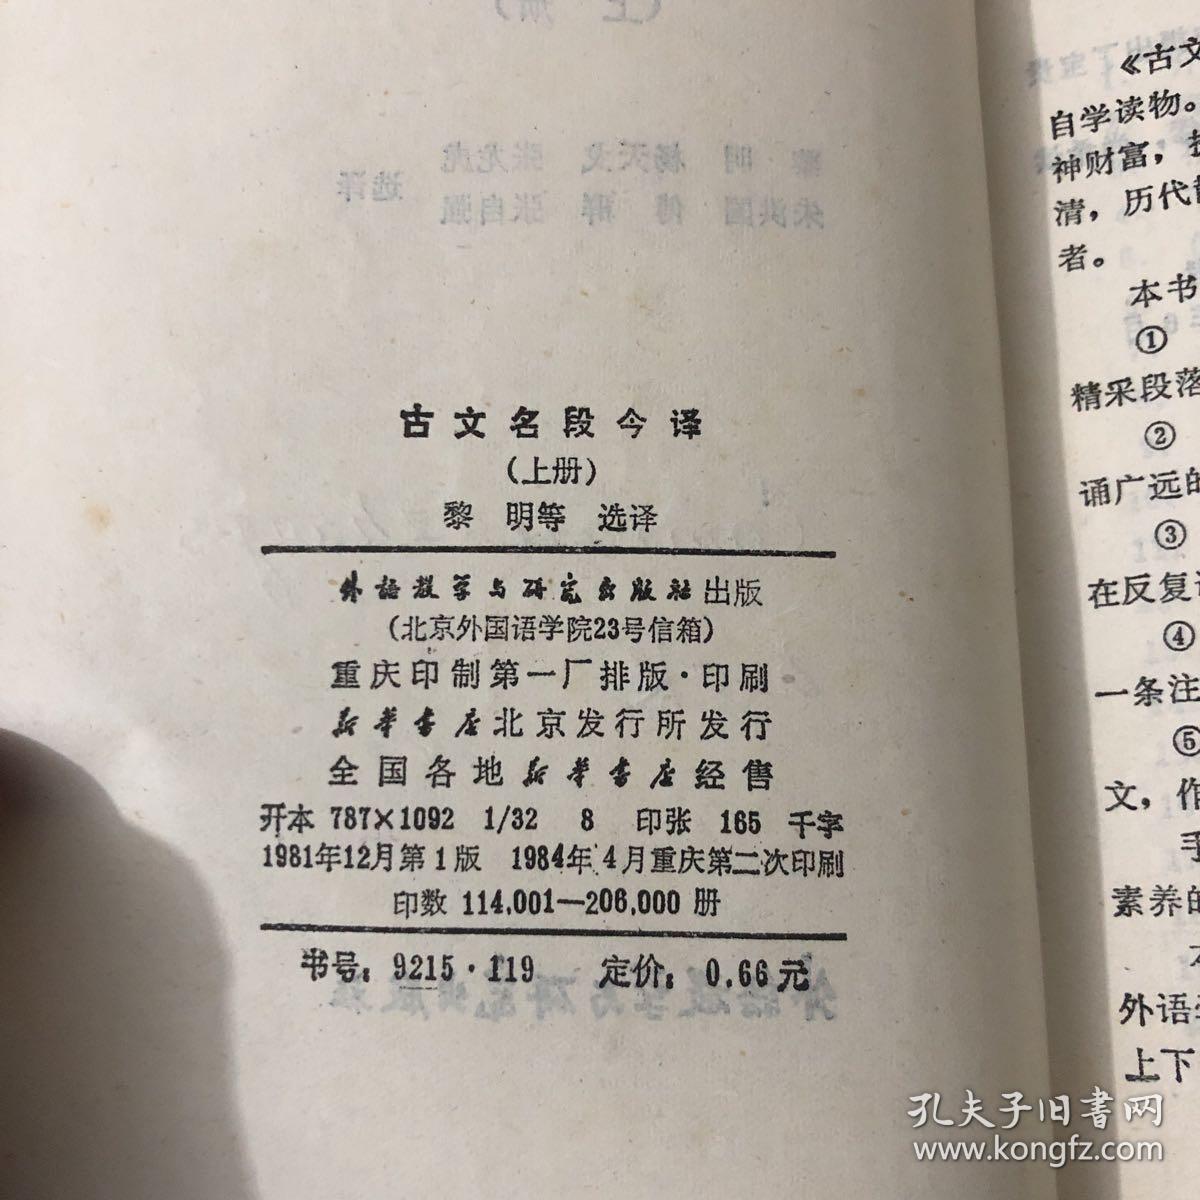 古文名段今译
(上册)
黎 明等 选译
外语教学与研究出版社出版
(北京外国语学院23号信箱)
重庆印制第一厂排版·印刷
新华书店北京发行所发行
全国各地新华书店经售
开本 787×1092 1/32 8 印张 165 千字
1981年12月第1版 1984年4月重庆第二次印刷
印数 114,001—206,000 册
书号：9215·119 定价：0.66元
《古文
自学读物。
神财富，
清，历代
者。
本书
①
精采段落
②
诵广远的
③
在反复
④
一条注
⑤
文，作
手
素养的
外语
上下
孔夫子旧书网
www.kongfz.com